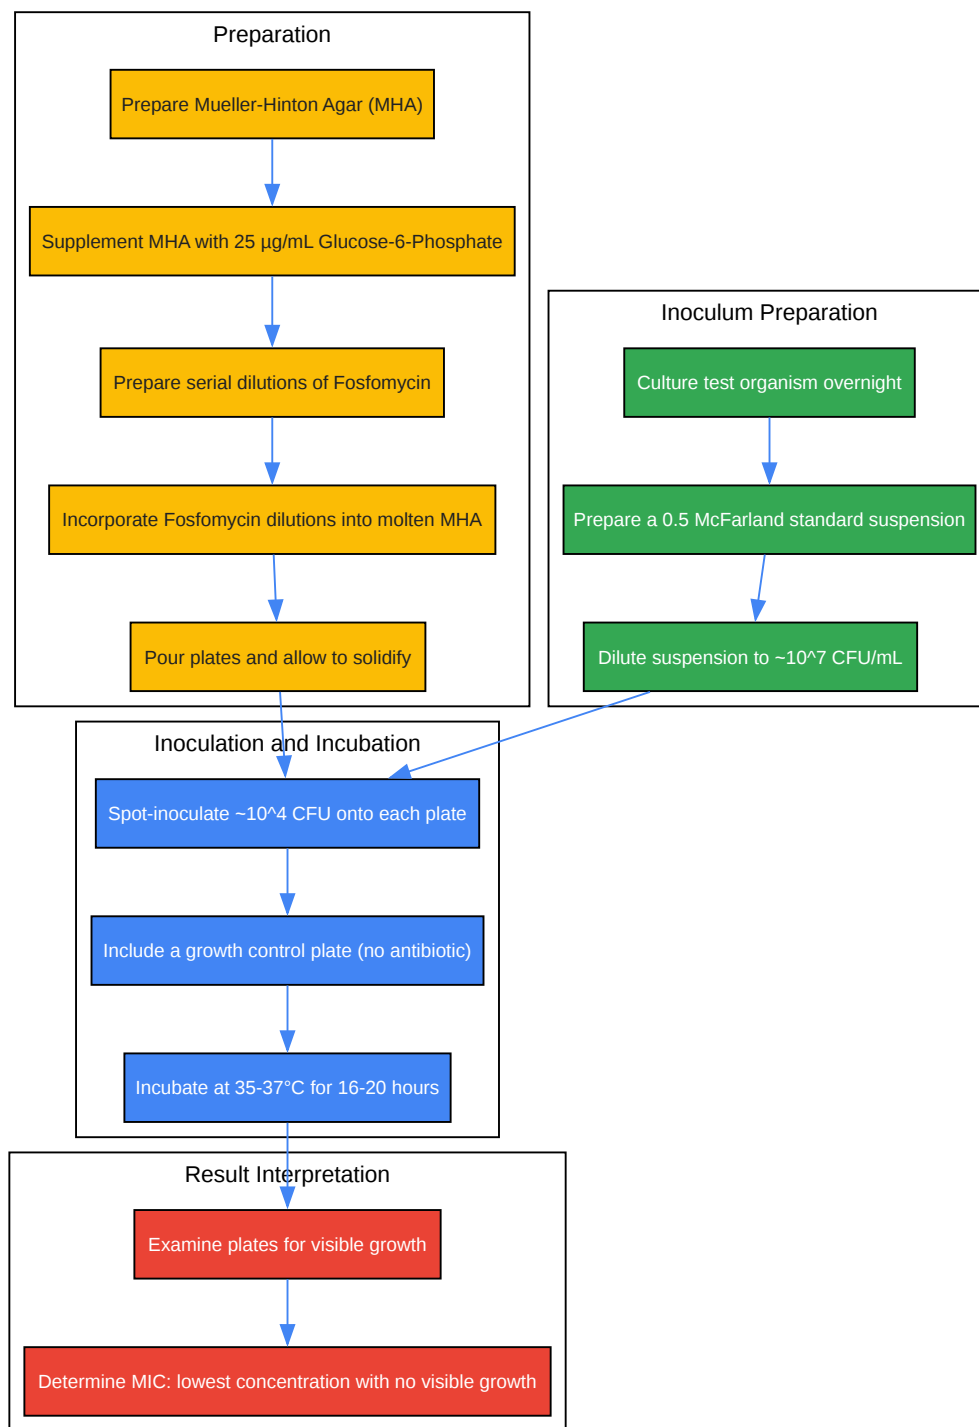 Preparation
Prepare Mueller-Hinton Agar (MHA)
Supplement MHA with 25 µg/mL Glucose-6-Phosphate
Prepare serial dilutions of Fosfomycin
Incorporate Fosfomycin dilutions into molten MHA
Pour plates and allow to solidify
Inoculum Preparation
Culture test organism overnight
Prepare a 0.5 McFarland standard suspension
Dilute suspension to ~10^7 CFU/mL
Inoculation and Incubation
Spot-inoculate ~10^4 CFU onto each plate
Include a growth control plate (no antibiotic)
Incubate at 35-37°C for 16-20 hours
Result Interpretation
Examine plates for visible growth
Determine MIC: lowest concentration with no visible growth